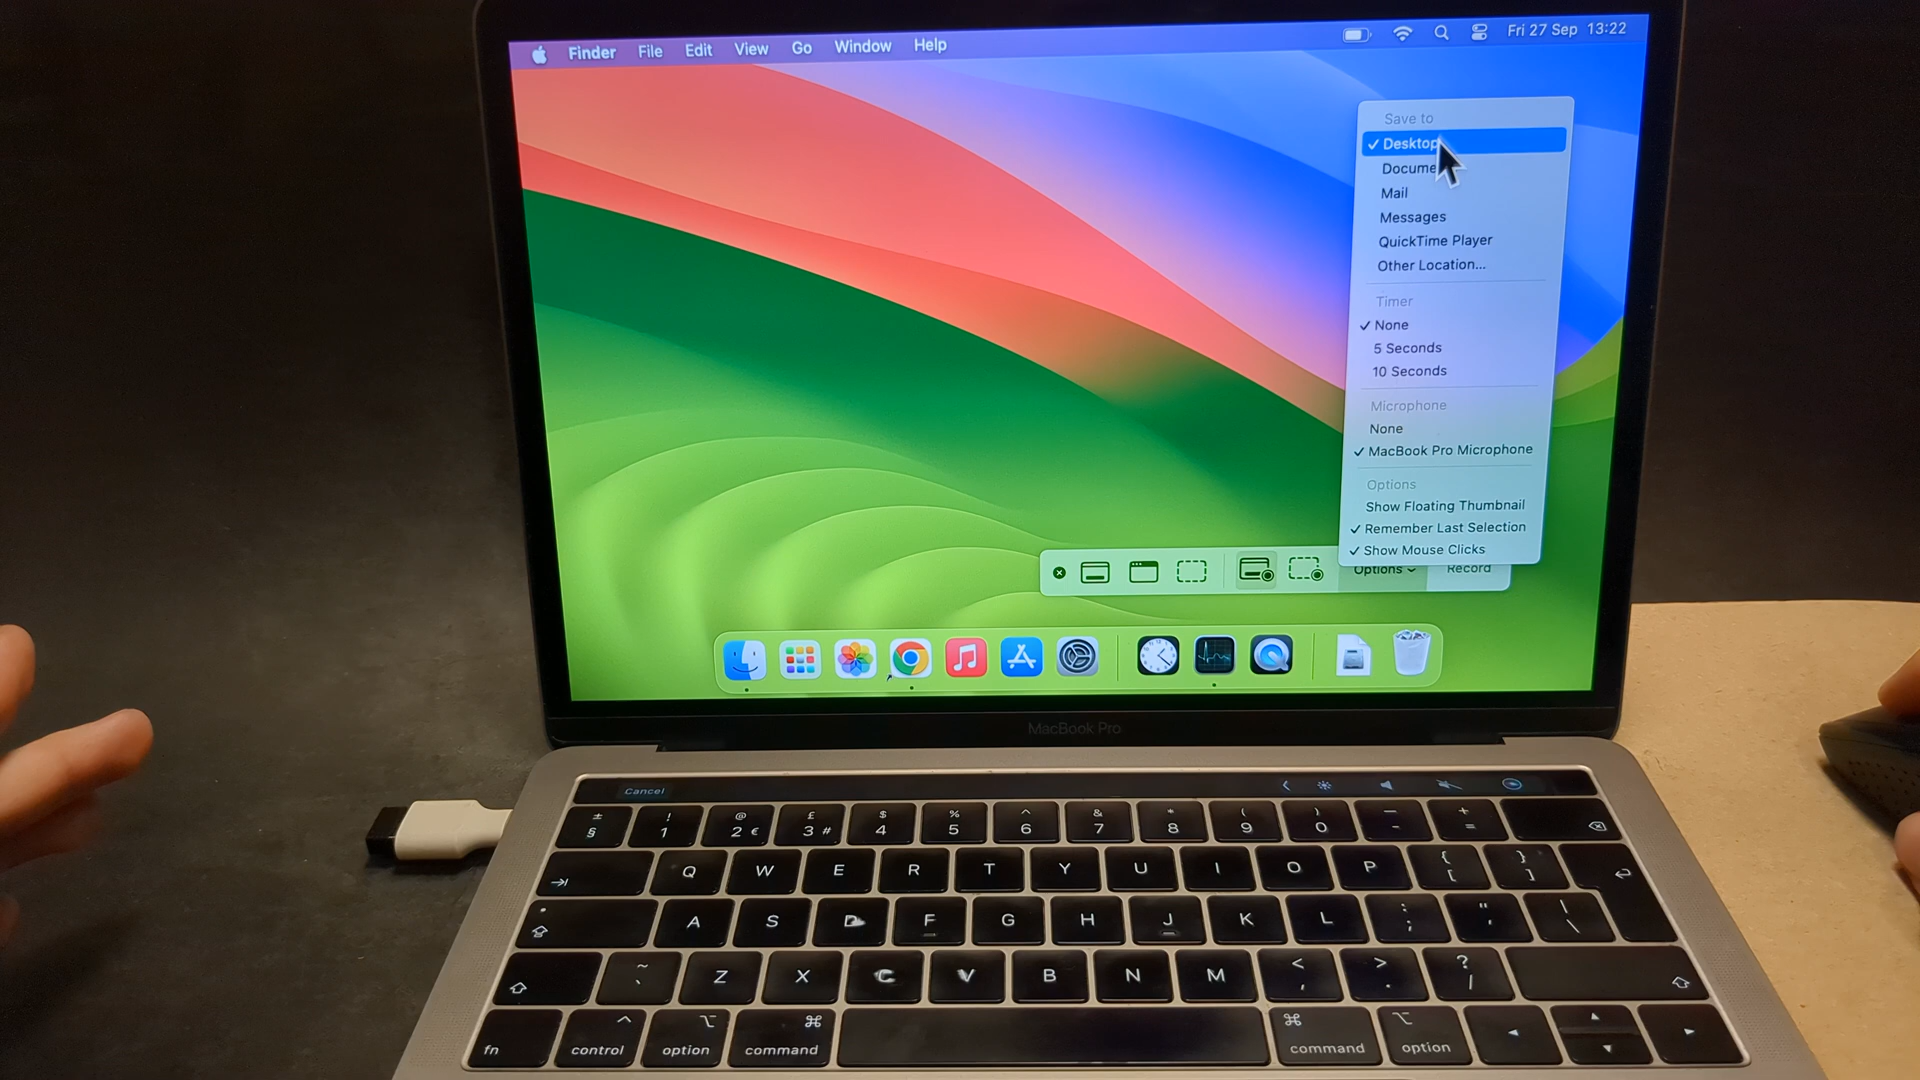 Finder File Edit View Go Window Help
Fri 27 Sep 13:22
Save to
✓ Desktop
Docume
Mail
Messages
QuickTime Player
Other Location...
Timer
✓ None
5 Seconds
10 Seconds
Microphone
None
✓ MacBook Pro Microphone
Options
Show Floating Thumbnail
✓ Remember Last Selection
✓ Show Mouse Clicks
Options Record
MacBook Pro
Cancel
± ! @ £ $ % ^ & * ( ) — +
§ 1 2 € 3 # 4 5 6 7 8 9 0 - =
Q W E R T Y U I O P { [ } ]
A S D F G H J K L : ; " ' | \
~ ` Z X C V B N M < , > . ? /
fn control option command command option